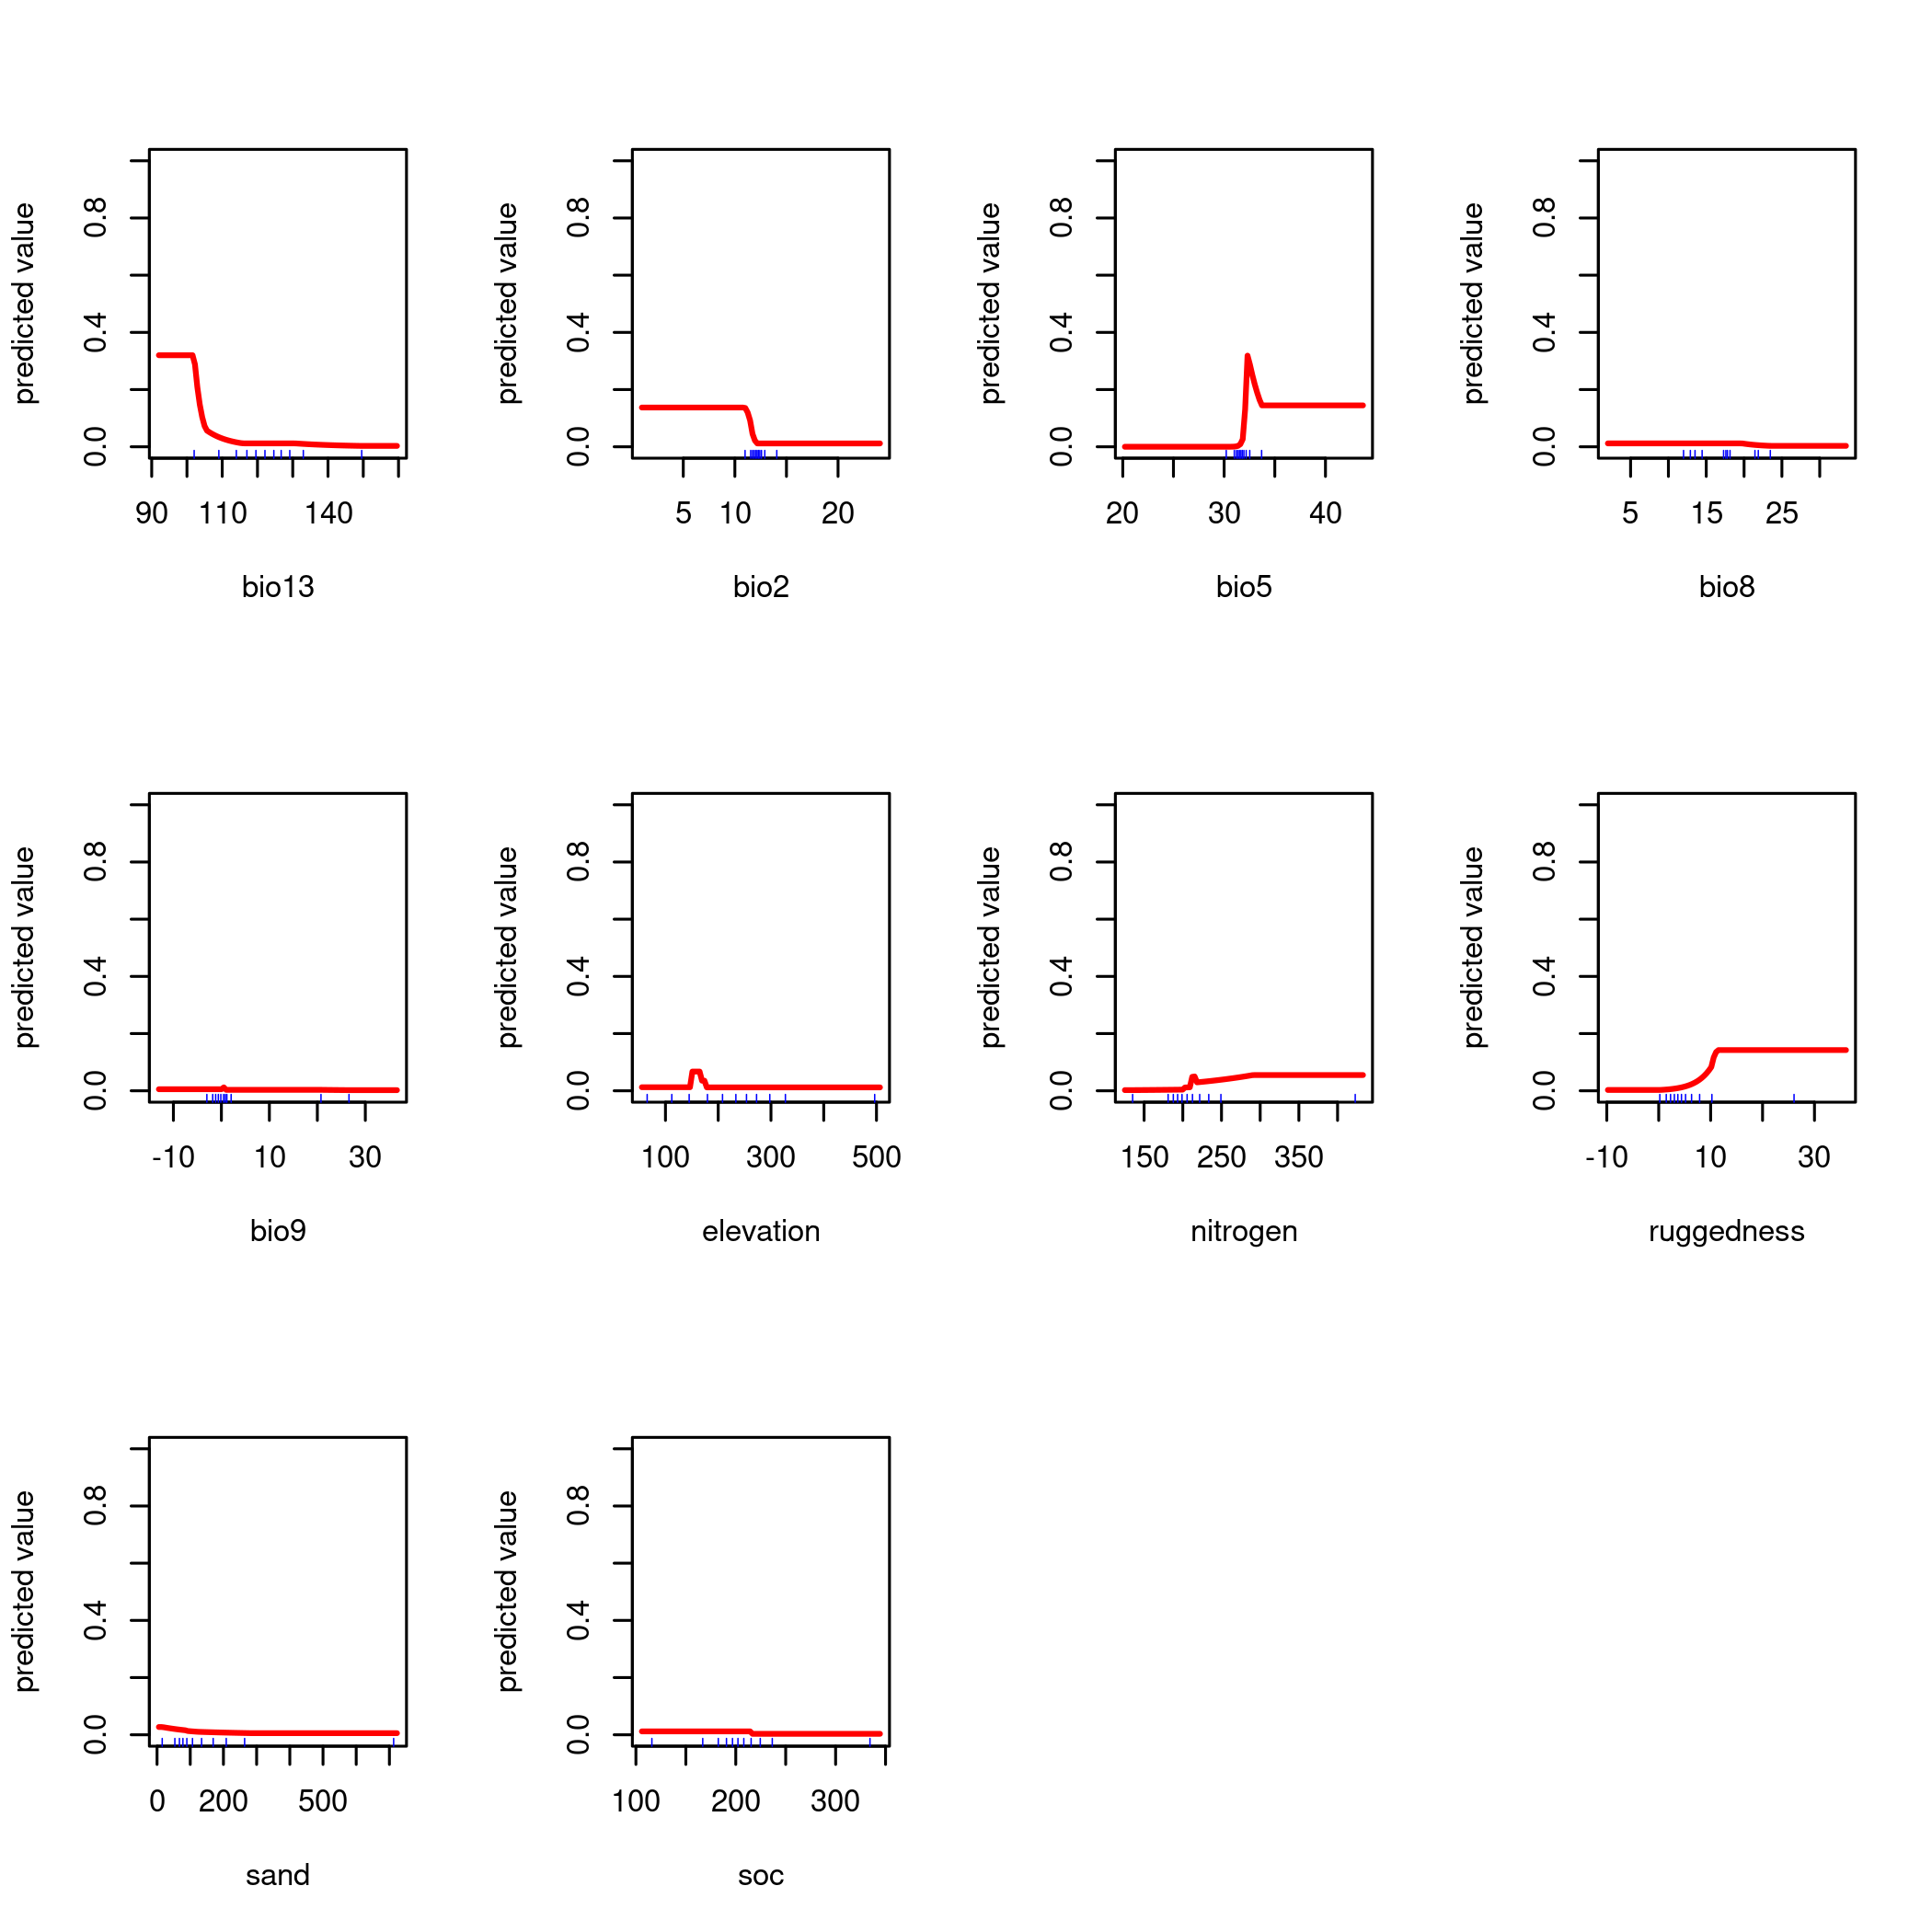 predicted value
0.0 0.4 0.8
90 110 140
bio13
predicted value
0.0 0.4 0.8
5 10 20
bio2
predicted value
0.0 0.4 0.8
20 30 40
bio5
predicted value
0.0 0.4 0.8
5 15 25
bio8
predicted value
0.0 0.4 0.8
-10 10 30
bio9
predicted value
0.0 0.4 0.8
100 300 500
elevation
predicted value
0.0 0.4 0.8
150 250 350
nitrogen
predicted value
0.0 0.4 0.8
-10 10 30
ruggedness
predicted value
0.0 0.4 0.8
0 200 500
sand
predicted value
0.0 0.4 0.8
100 200 300
soc